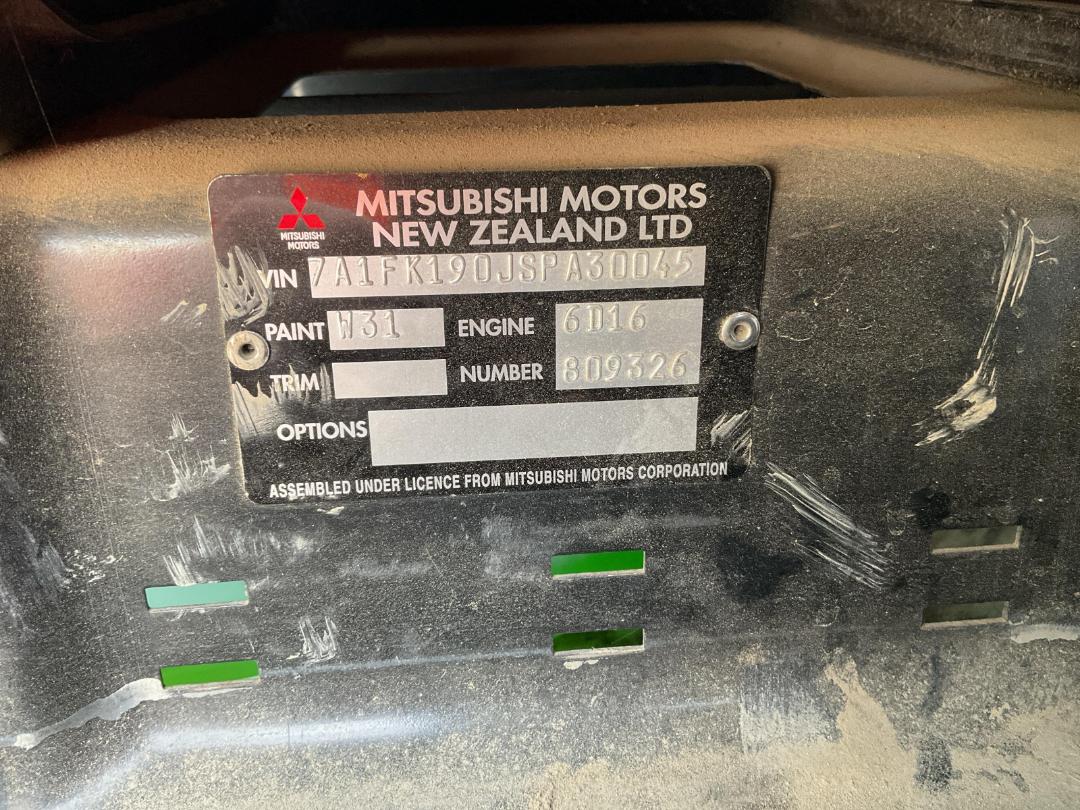 MITSUBISHI
MOTORS
MITSUBISHI MOTORS
NEW ZEALAND LTD
VIN 7A1FK190JSPA30045
PAINT W31 ENGINE 6D16
TRIM NUMBER 809326
OPTIONS
ASSEMBLED UNDER LICENCE FROM MITSUBISHI MOTORS CORPORATION